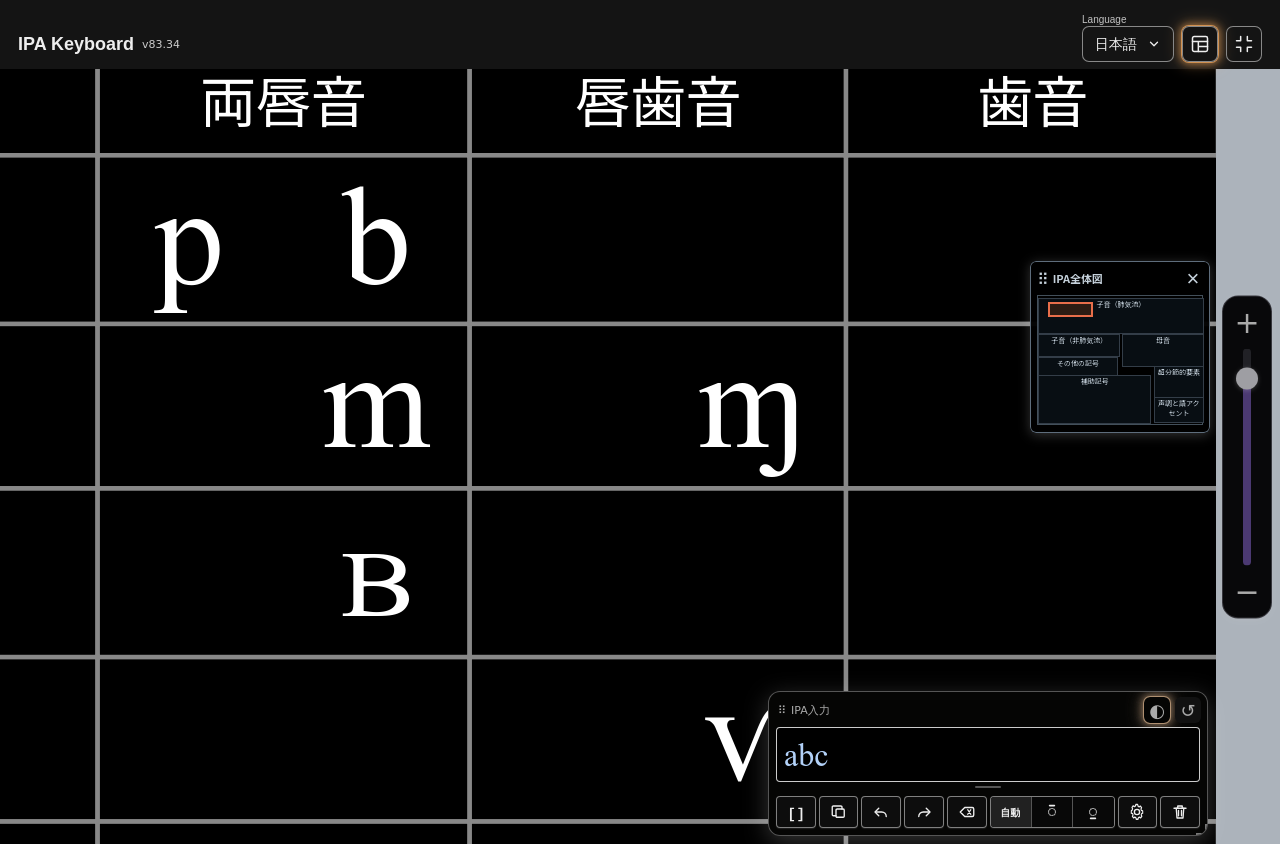 Language
IPA Keyboard v83.34
日本語
両唇音 唇歯音 歯音
p b
IPA全体図
子音（肺気流）
子音（非肺気流） 母音
その他の記号
超分節的要素
補助記号
声調と語アクセント
m ɱ
ʙ
ⱱ
IPA入力
abc
[ ]
自動